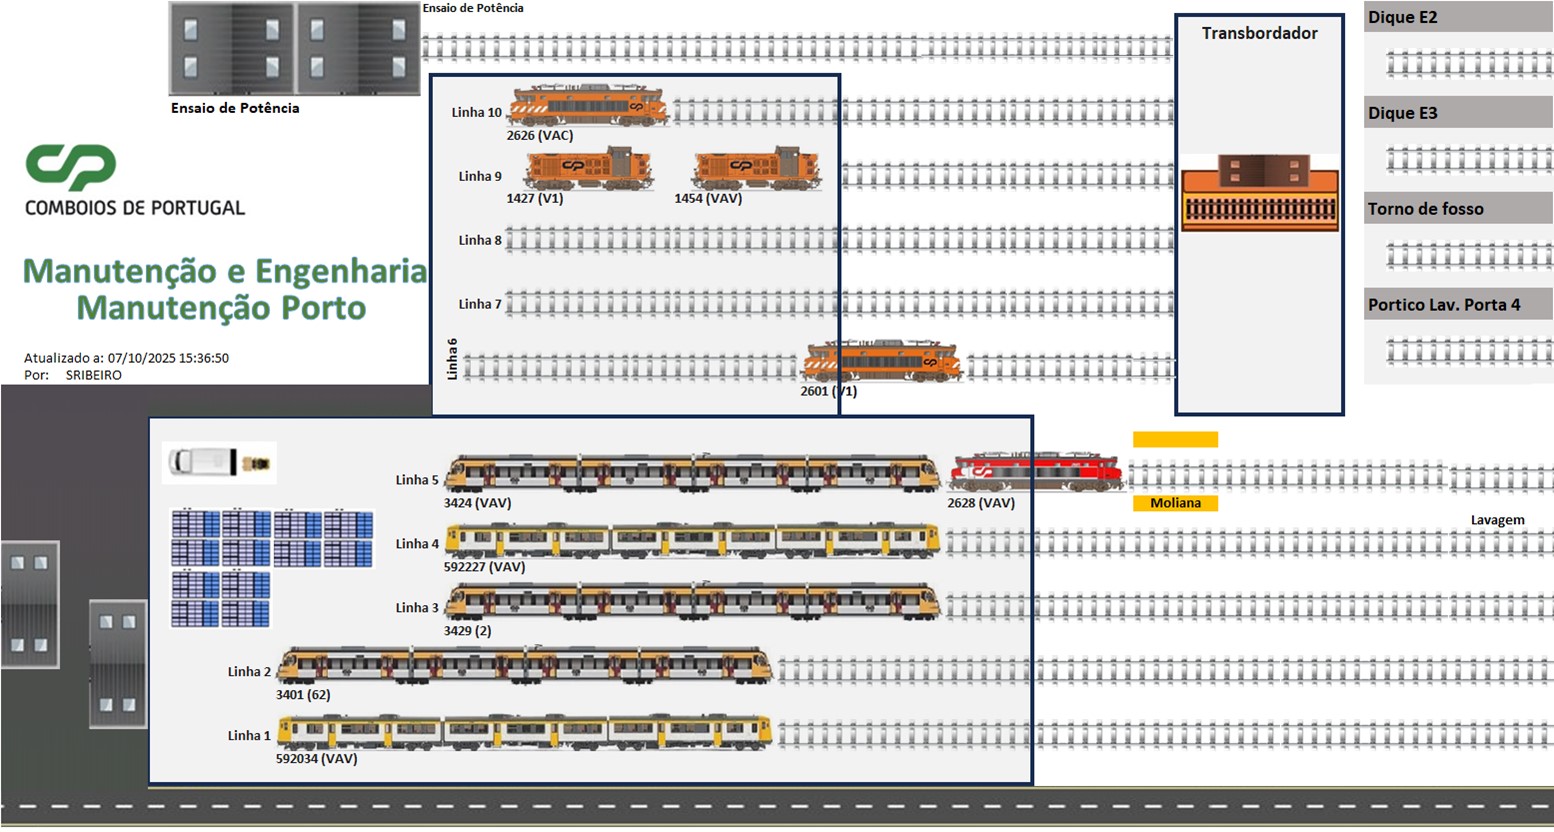 Ensaio de Potência
Ensaio de Potência
CP
COMBOIOS DE PORTUGAL
Manutenção e Engenharia
Manutenção Porto
Atualizado a: 07/10/2025 15:36:50
Por: SRIBEIRO
Linha 10
2626 (VAC)
Linha 9
1427 (V1)
1454 (VAV)
Linha 8
Linha 7
Linha 6
2601 (V1)
Transbordador
Dique E2
Dique E3
Torno de fosso
Portico Lav. Porta 4
Linha 5
3424 (VAV)
2628 (VAV)
Moliana
Lavagem
Linha 4
592227 (VAV)
Linha 3
3429 (2)
Linha 2
3401 (62)
Linha 1
592034 (VAV)